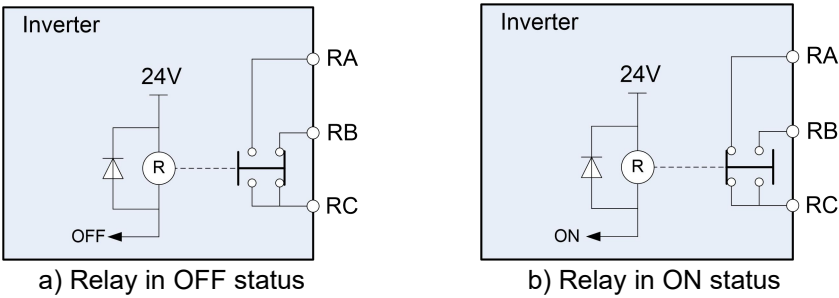 Inverter
24V
R
OFF
RA
RB
RC
a) Relay in OFF status
Inverter
24V
R
ON
RA
RB
RC
b) Relay in ON status